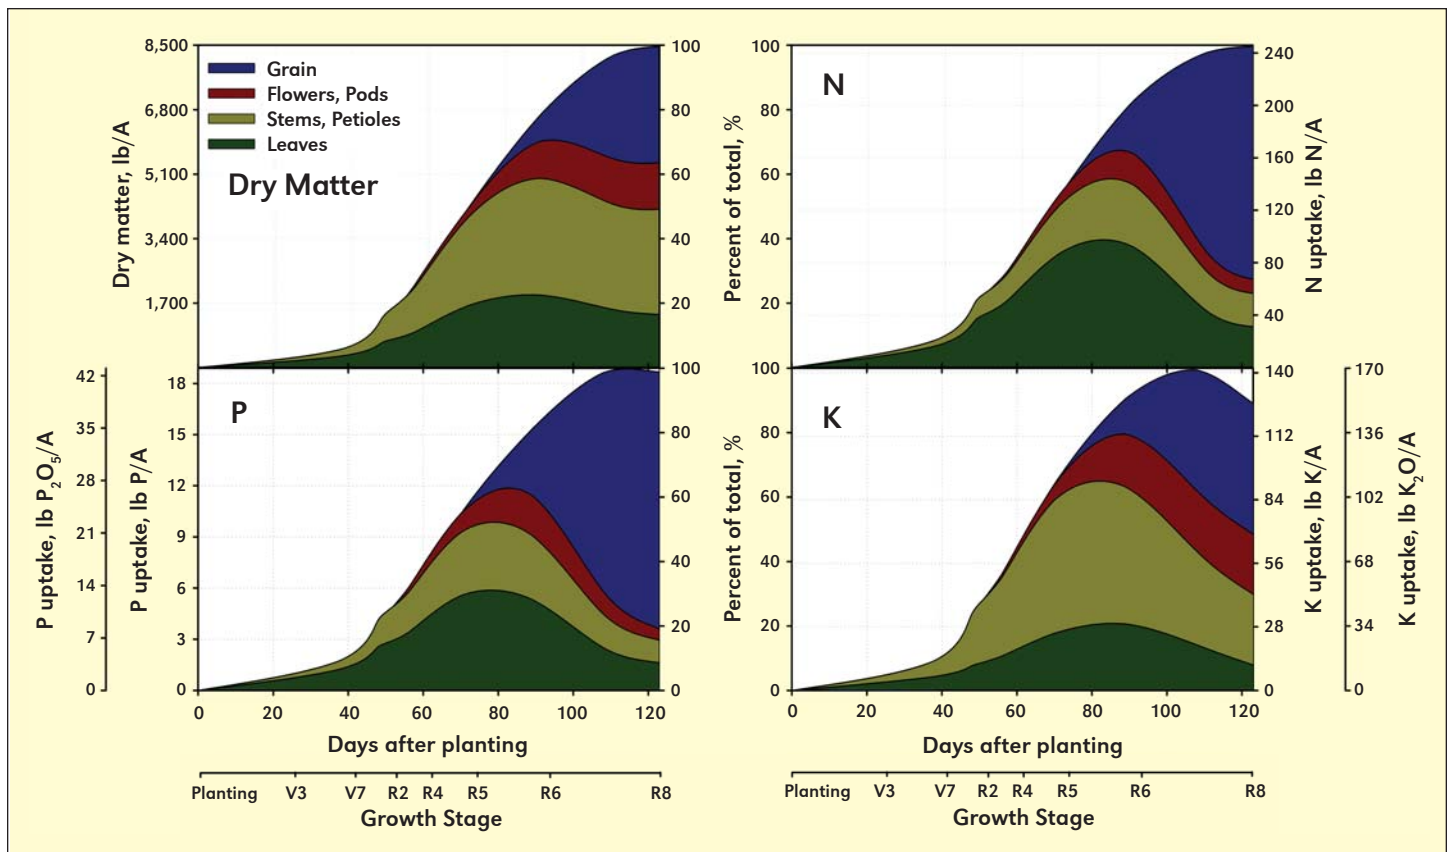 8,500
6,800
5,100
3,400
1,700
Dry matter, lb/A
Grain
Flowers, Pods
Stems, Petioles
Leaves
Dry Matter
100
80
60
40
20
100
80
60
40
20
Percent of total, %
N
240
200
160
120
80
40
N uptake, lb N/A
42
35
28
21
14
7
0
P uptake, lb P2O5/A
18
15
12
9
6
3
0
P uptake, lb P/A
P
100
80
60
40
20
0
100
80
60
40
20
0
Percent of total, %
K
140
112
84
56
28
0
K uptake, lb K/A
170
136
102
68
34
0
K uptake, lb K2O/A
0 20 40 60 80 100 120
Days after planting
Planting V3 V7 R2 R4 R5 R6 R8
Growth Stage
0 20 40 60 80 100 120
Days after planting
Planting V3 V7 R2 R4 R5 R6 R8
Growth Stage